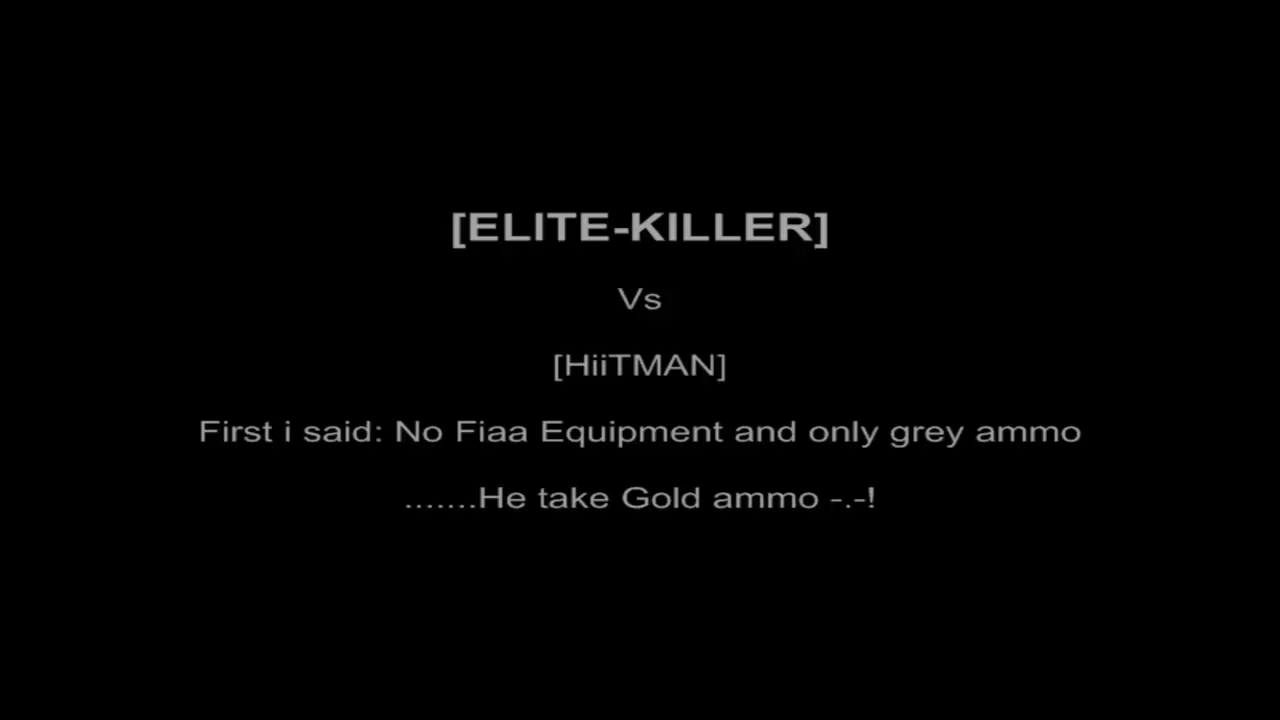 [ELITE-KILLER]
Vs
[HiiTMAN]
First i said: No Fiaa Equipment and only grey ammo
.......He take Gold ammo -.-!